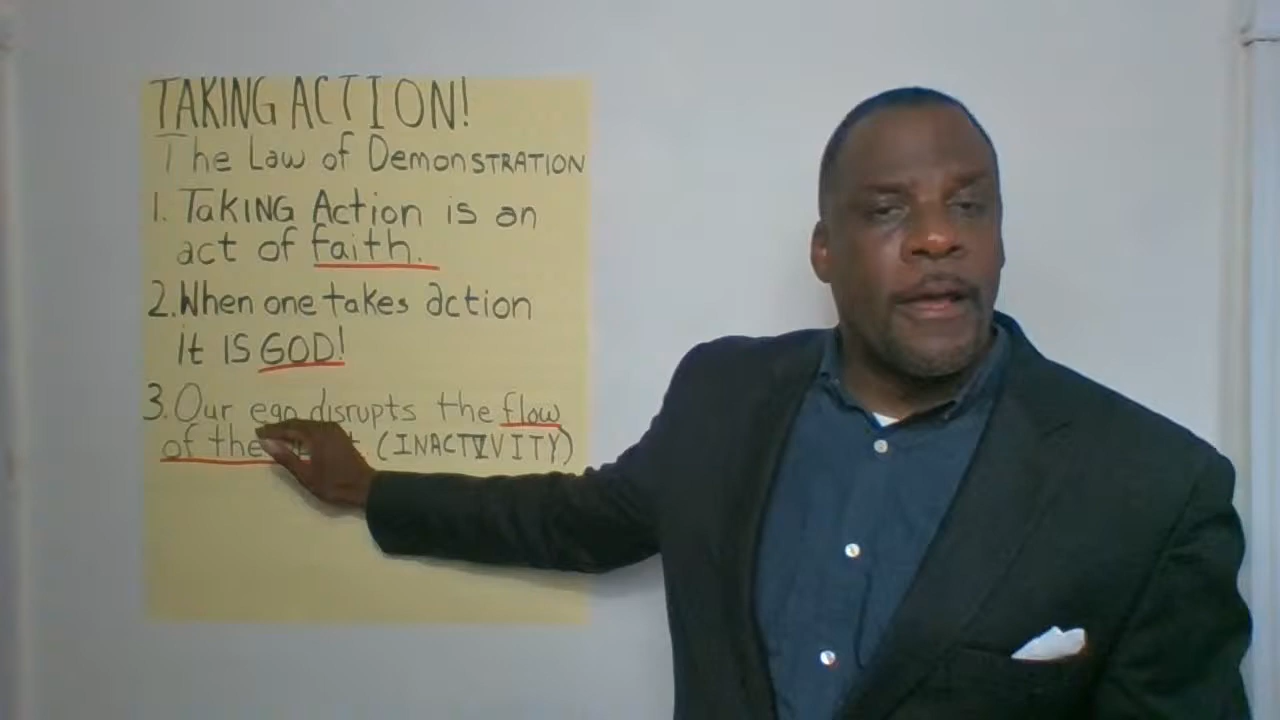 TAKING ACTION!
The Law of DemonSTRATION
1. TaKING Action is an
act of faith.
2. When one takes action
it IS GOD!
3. Our ego disrupts the flow
of the (INACTIVITY)